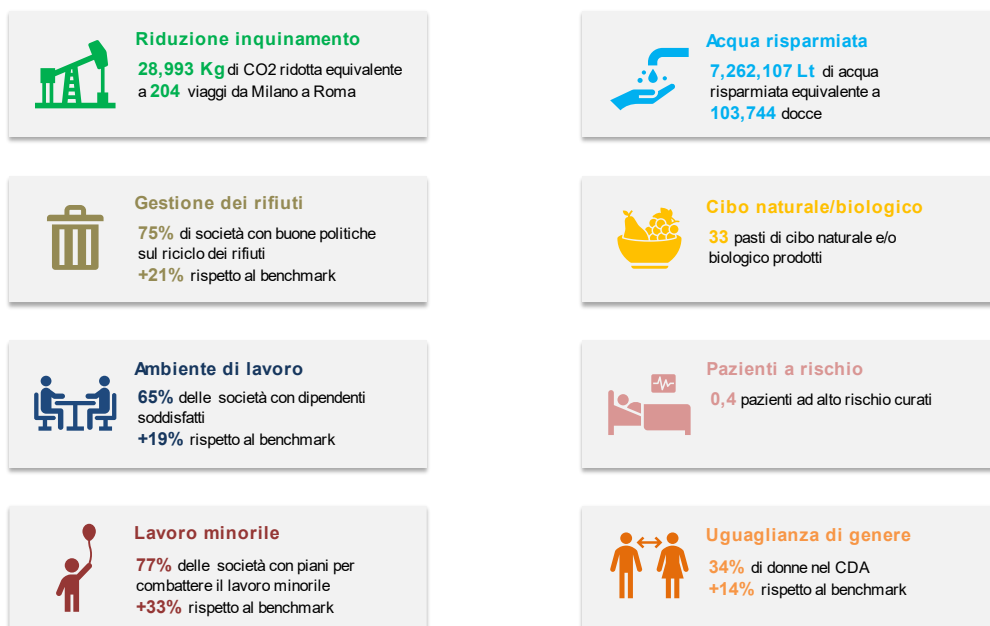 Riduzione inquinamento
28,993 Kg di CO2 ridotta equivalente
a 204 viaggi da Milano a Roma
Acqua risparmiata
7,262,107 Lt di acqua
risparmiata equivalente a
103,744 docce
Gestione dei rifiuti
75% di società con buone politiche
sul riciclo dei rifiuti
+21% rispetto al benchmark
Cibo naturale/biologico
33 pasti di cibo naturale e/o
biologico prodotti
Ambiente di lavoro
65% delle società con dipendenti
soddisfatti
+19% rispetto al benchmark
Pazienti a rischio
0,4 pazienti ad alto rischio curati
Lavoro minorile
77% delle società con piani per
combattere il lavoro minorile
+33% rispetto al benchmark
Uguaglianza di genere
34% di donne nel CDA
+14% rispetto al benchmark